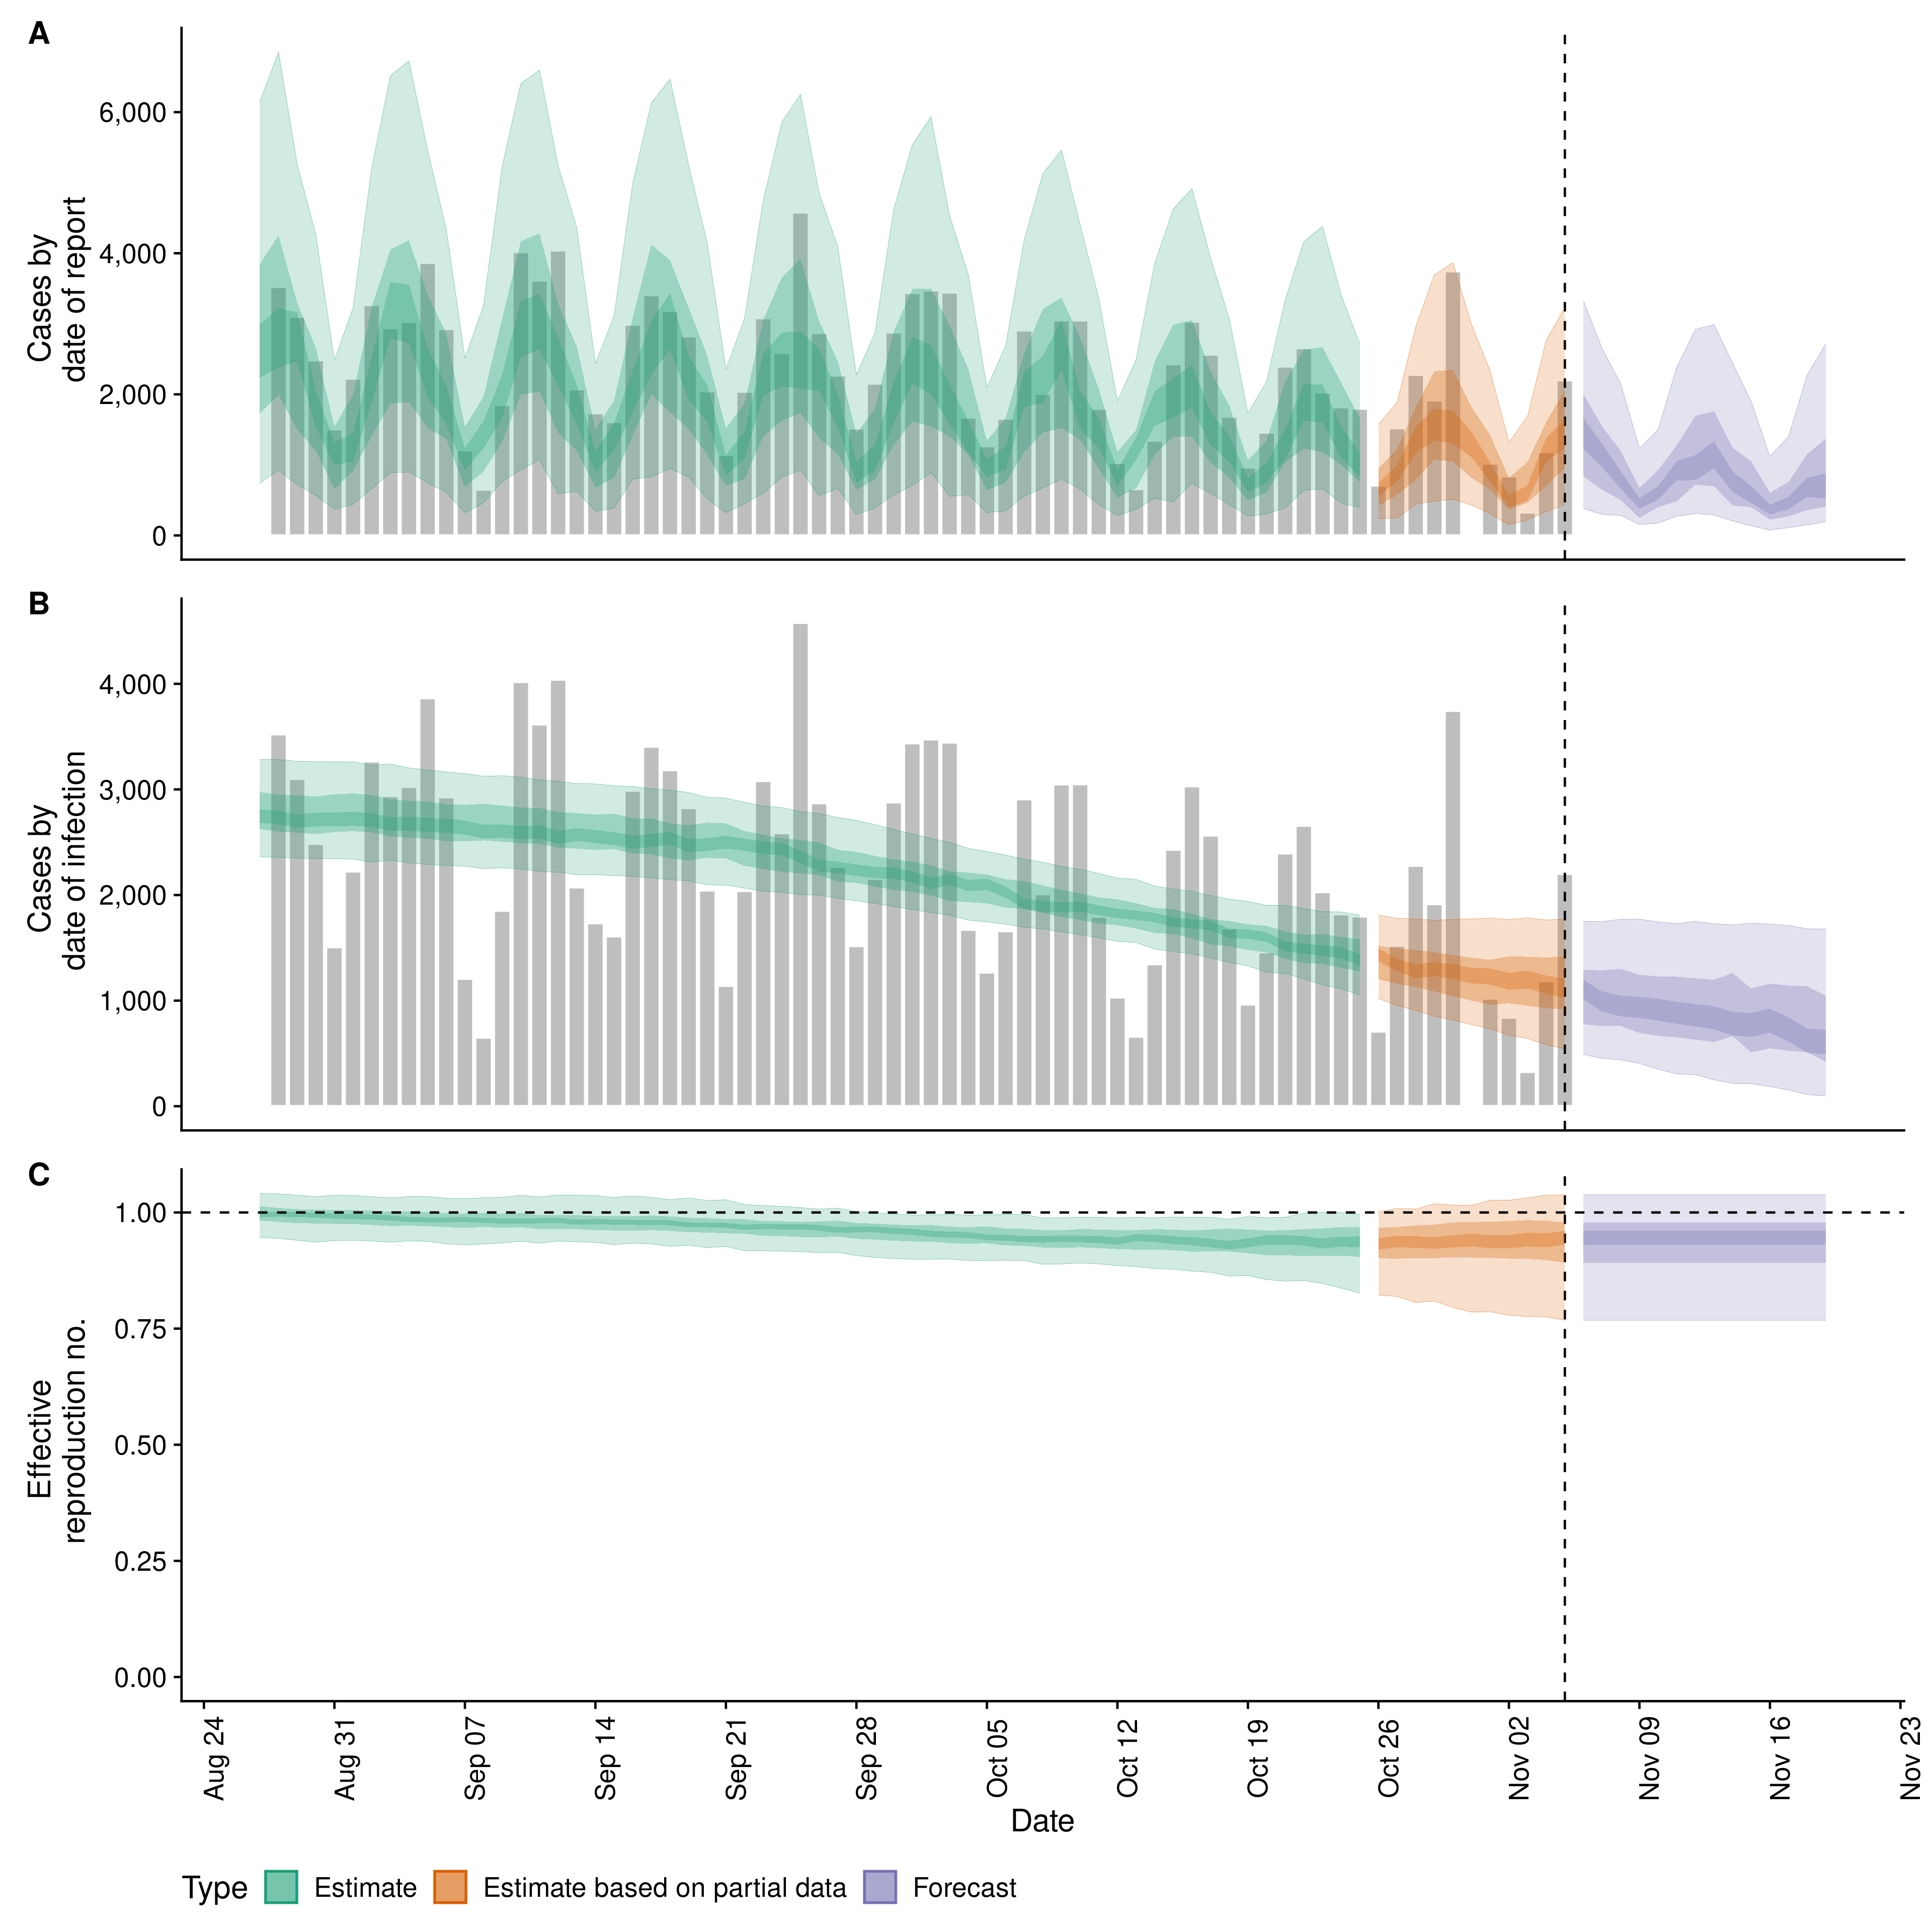 A
Cases by
date of report
6,000
4,000
2,000
0
B
Cases by
date of infection
4,000
3,000
2,000
1,000
0
C
Effective
reproduction no.
1.00
0.75
0.50
0.25
0.00
Aug 24
Aug 31
Sep 07
Sep 14
Sep 21
Sep 28
Oct 05
Oct 12
Oct 19
Oct 26
Nov 02
Nov 09
Nov 16
Nov 23
Date
Type Estimate Estimate based on partial data Forecast